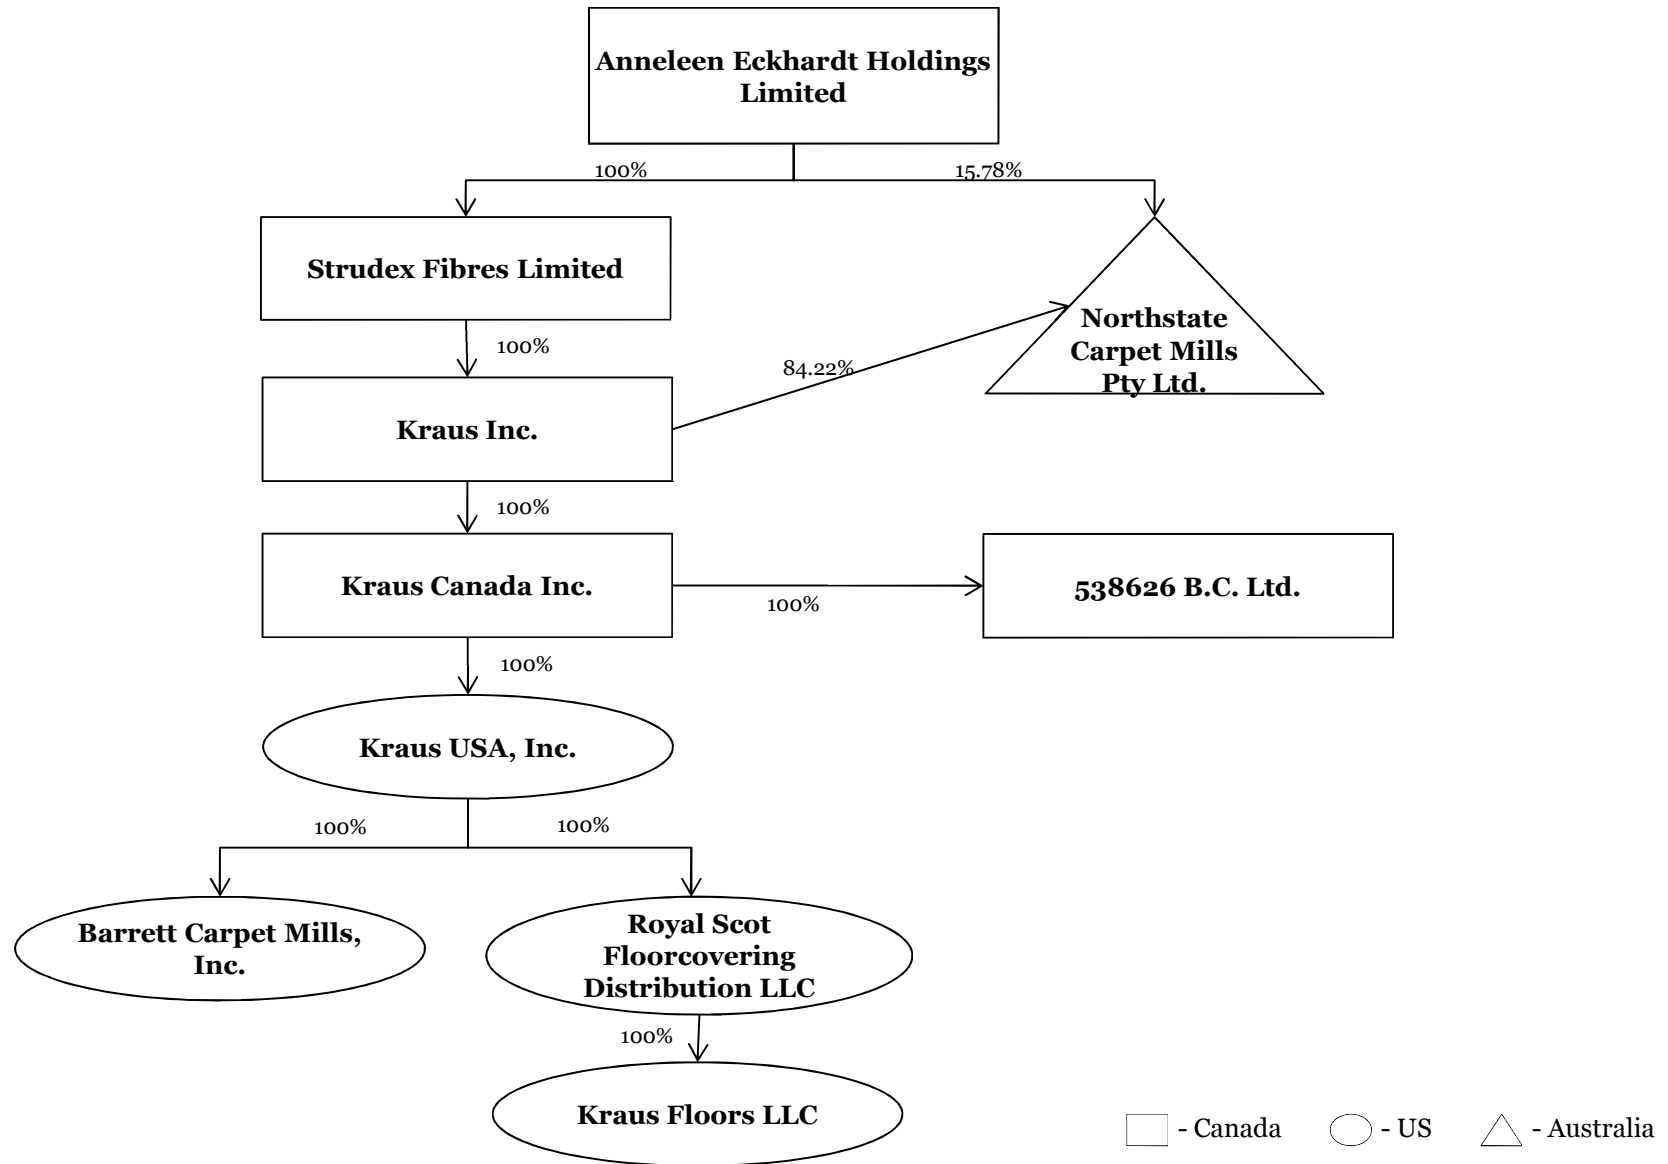 Anneleen Eckhardt Holdings
Limited
100%
15.78%
Strudex Fibres Limited
Northstate
Carpet Mills
Pty Ltd.
100%
84.22%
Kraus Inc.
100%
Kraus Canada Inc.
100%
538626 B.C. Ltd.
100%
Kraus USA, Inc.
100%
100%
Barrett Carpet Mills,
Inc.
Royal Scot
Floorcovering
Distribution LLC
100%
Kraus Floors LLC
- Canada
- US
- Australia